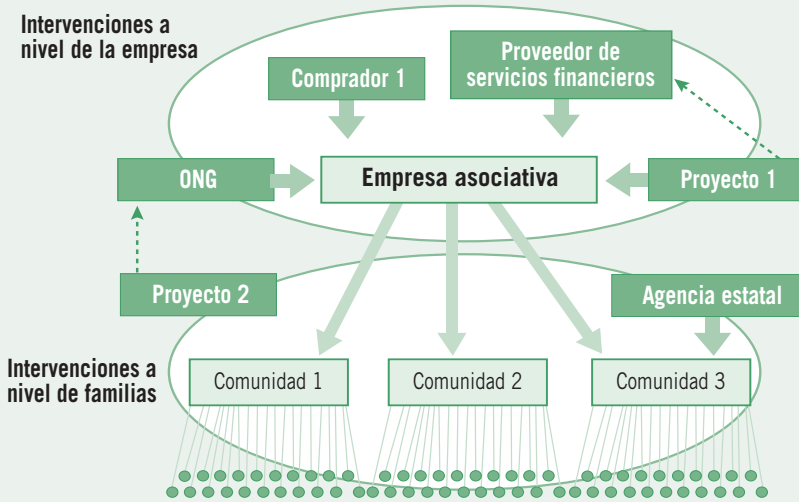 Intervenciones a
nivel de la empresa
Comprador 1
Proveedor de
servicios financieros
ONG
Empresa asociativa
Proyecto 1
Proyecto 2
Agencia estatal
Intervenciones a
nivel de familias
Comunidad 1
Comunidad 2
Comunidad 3